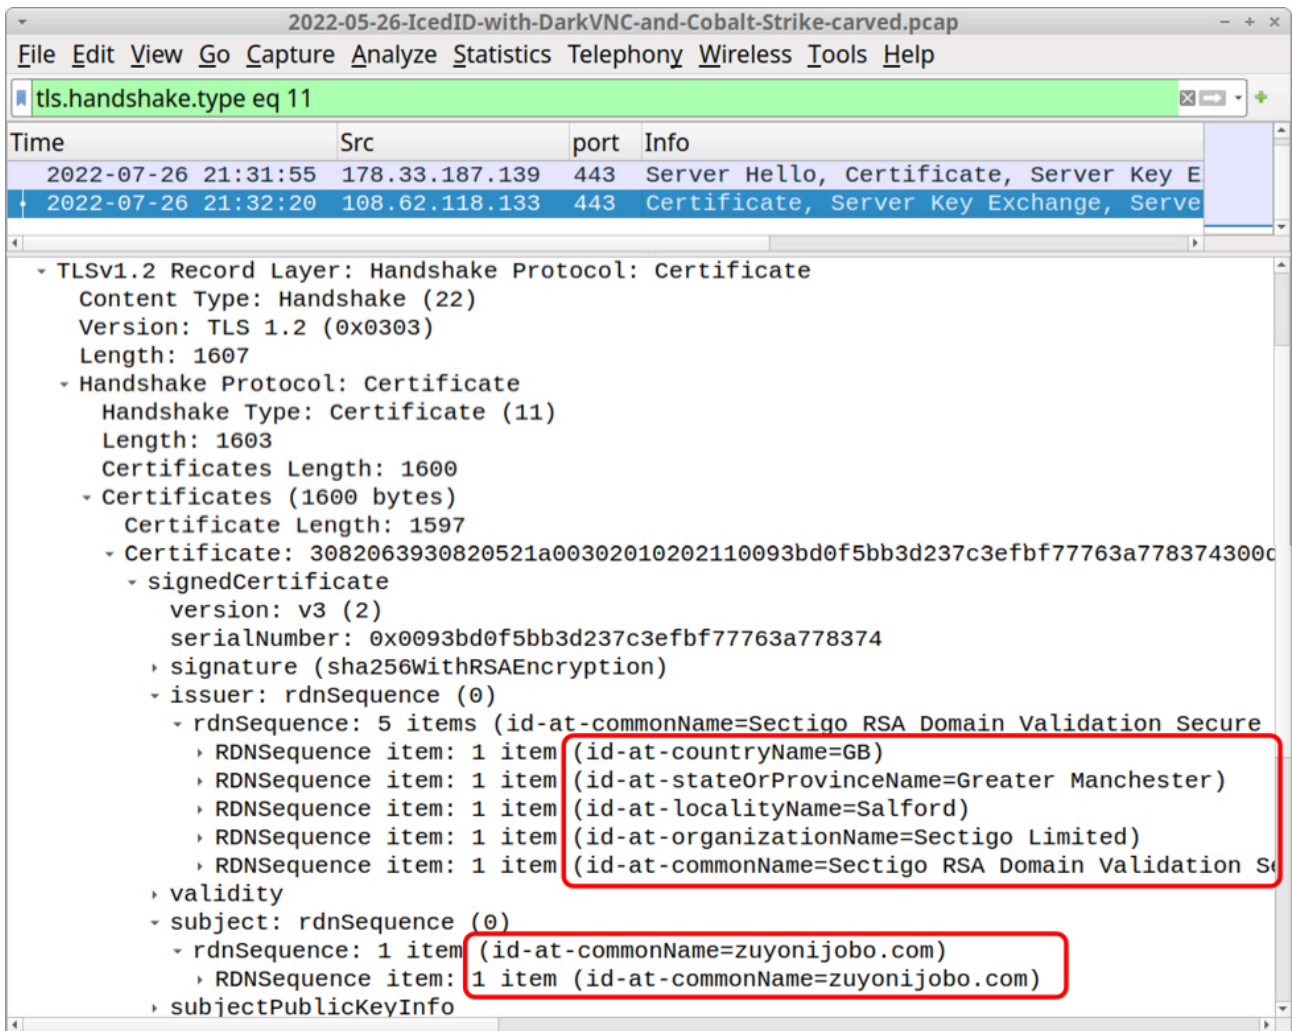 2022-05-26-IcedID-with-DarkVNC-and-Cobalt-Strike-carved.pcap
File Edit View Go Capture Analyze Statistics Telephony Wireless Tools Help
tls.handshake.type eq 11
Time Src port Info
2022-07-26 21:31:55 178.33.187.139 443 Server Hello, Certificate, Server Key E
2022-07-26 21:32:20 108.62.118.133 443 Certificate, Server Key Exchange, Serve
TLSv1.2 Record Layer: Handshake Protocol: Certificate
Content Type: Handshake (22)
Version: TLS 1.2 (0x0303)
Length: 1607
Handshake Protocol: Certificate
Handshake Type: Certificate (11)
Length: 1603
Certificates Length: 1600
Certificates (1600 bytes)
Certificate Length: 1597
Certificate: 3082063930820521a00302010202110093bd0f5bb3d237c3efbf77763a778374300d
signedCertificate
version: v3 (2)
serialNumber: 0x0093bd0f5bb3d237c3efbf77763a778374
signature (sha256WithRSAEncryption)
issuer: rdnSequence (0)
rdnSequence: 5 items (id-at-commonName=Sectigo RSA Domain Validation Secure
RDNSequence item: 1 item (id-at-countryName=GB)
RDNSequence item: 1 item (id-at-stateOrProvinceName=Greater Manchester)
RDNSequence item: 1 item (id-at-localityName=Salford)
RDNSequence item: 1 item (id-at-organizationName=Sectigo Limited)
RDNSequence item: 1 item (id-at-commonName=Sectigo RSA Domain Validation Se
validity
subject: rdnSequence (0)
rdnSequence: 1 item (id-at-commonName=zuyonijobo.com)
RDNSequence item: 1 item (id-at-commonName=zuyonijobo.com)
subjectPublicKeyInfo